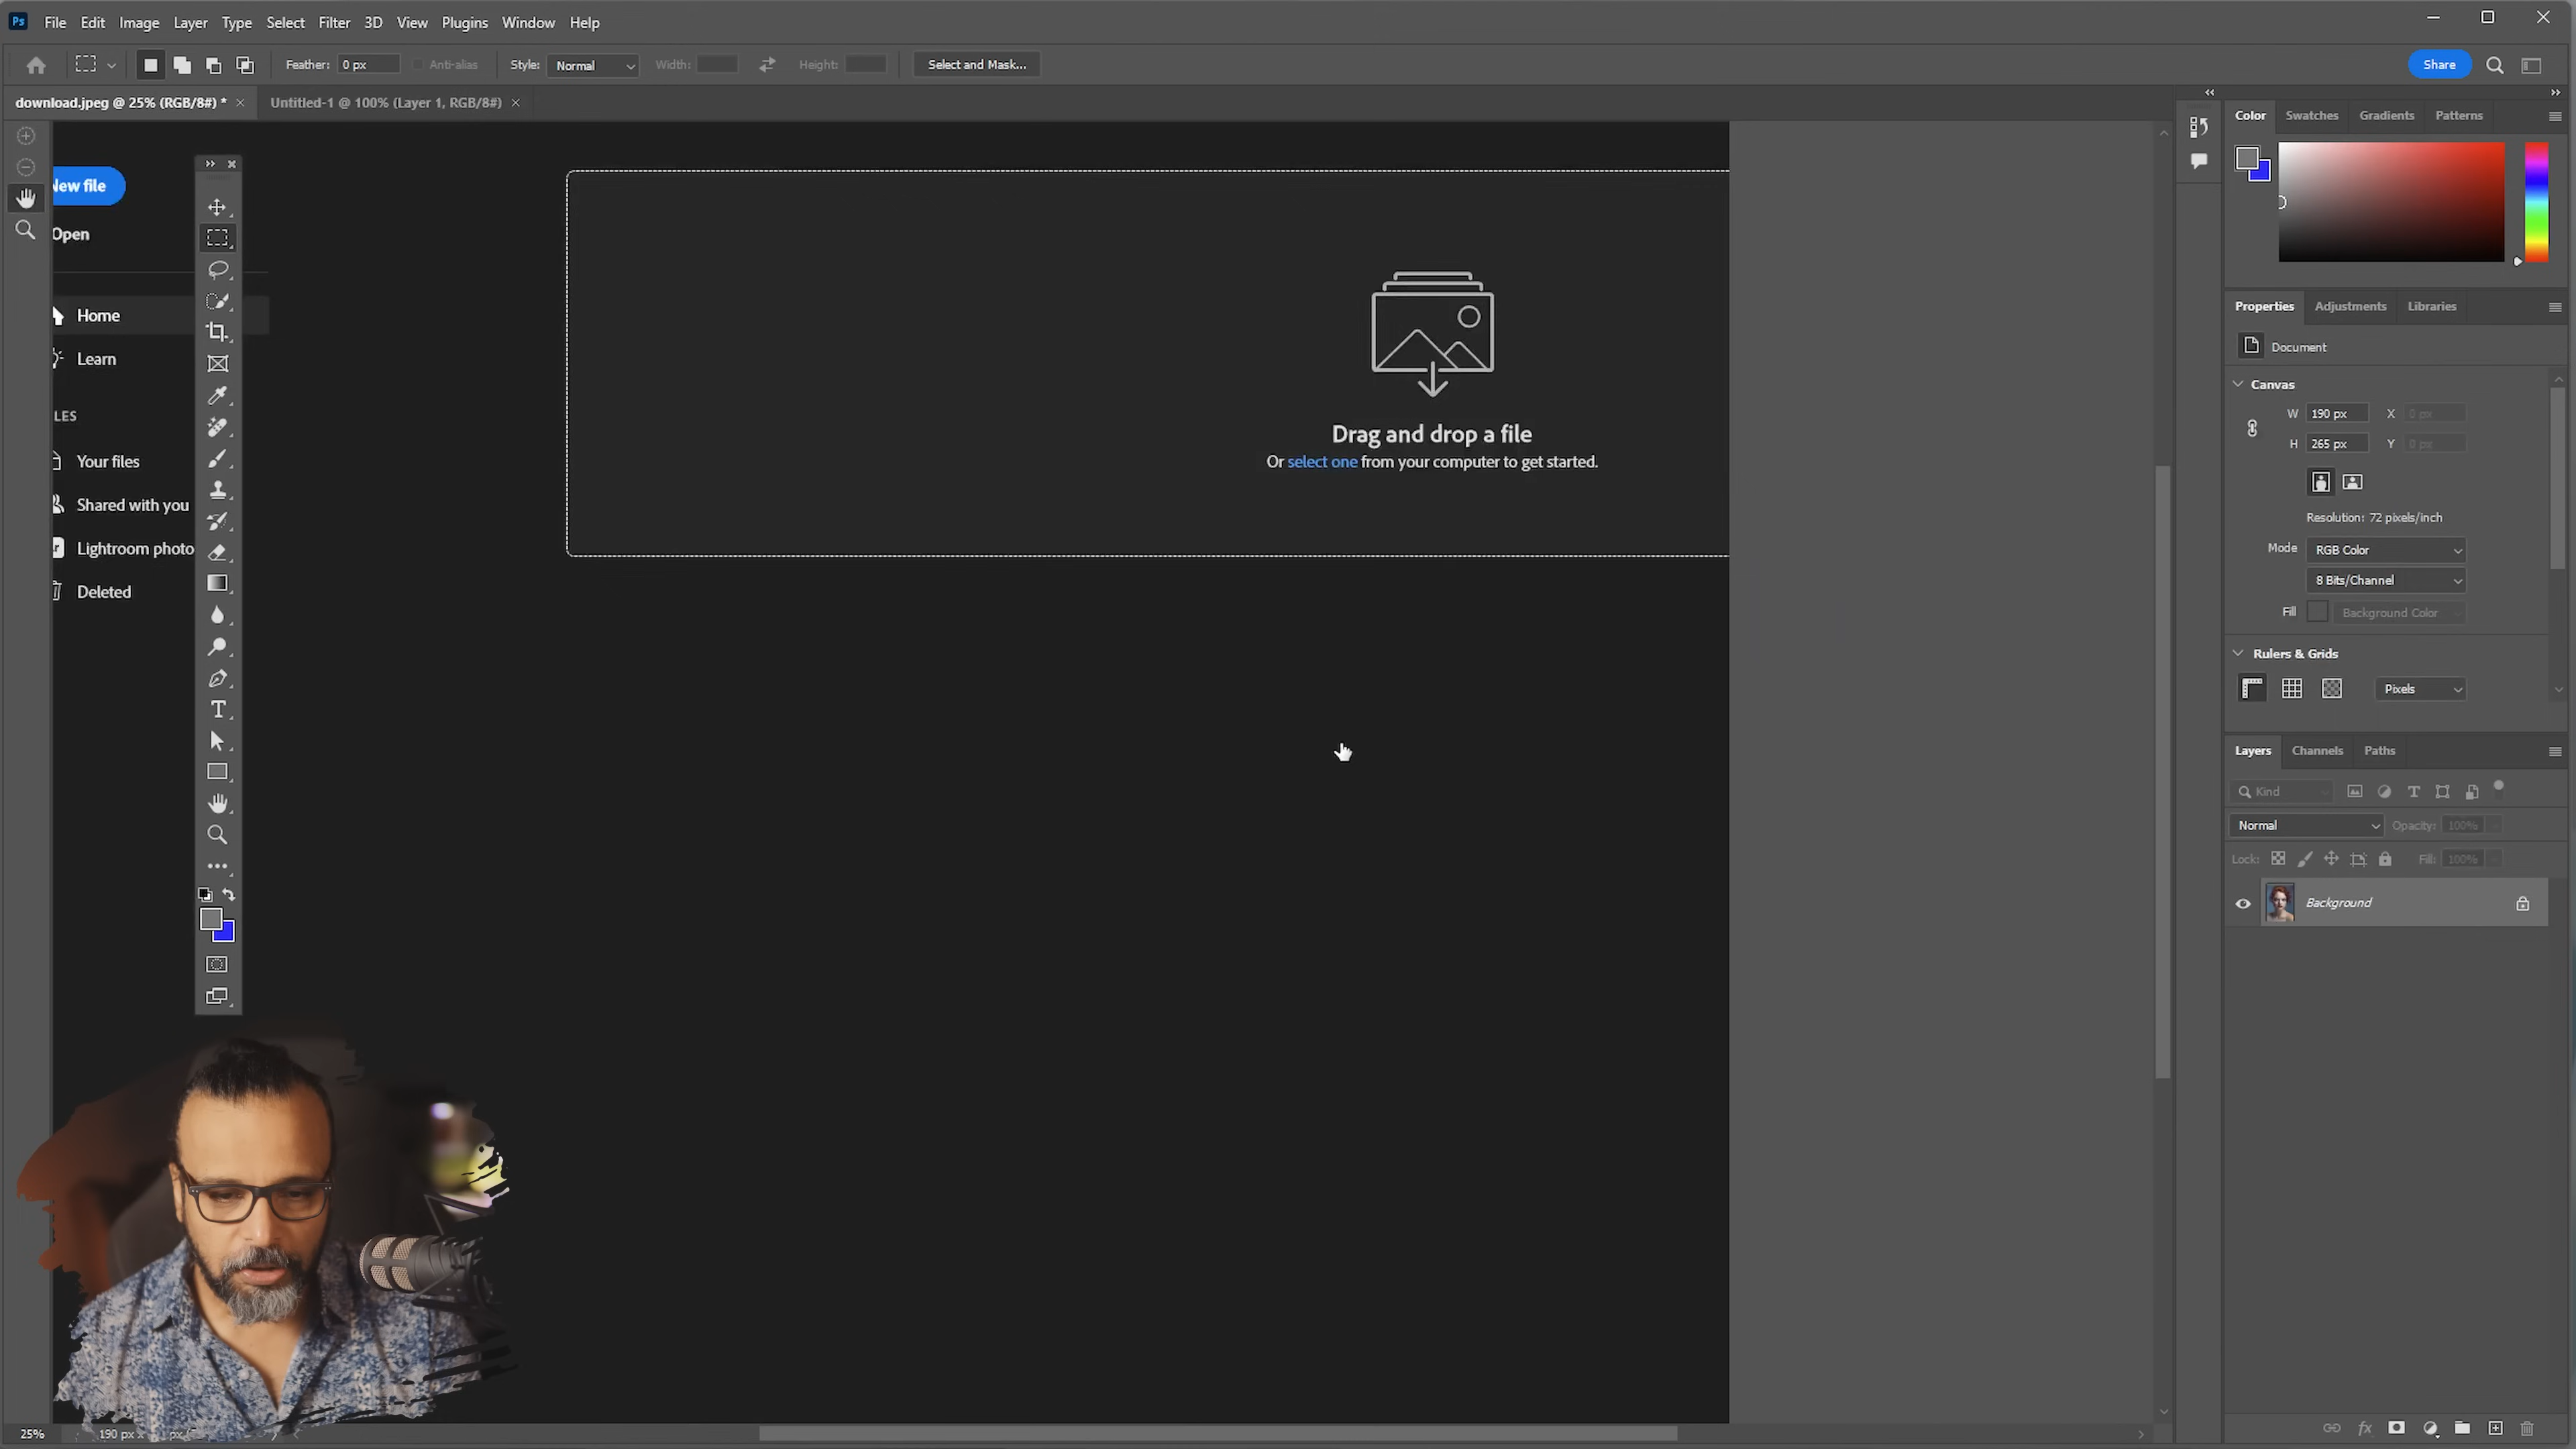 Ps File Edit Image Layer Type Select Filter 3D View Plugins Window Help
Feather: 0 px Anti-alias Style: Normal Width: Height: Select and Mask... Share
download.jpeg @ 25% (RGB/8#) * × Untitled-1 @ 100% (Layer 1, RGB/8#) ×
New file
Open
Home
Learn
LES
Your files
Shared with you
Lightroom photo
Deleted
Drag and drop a file
Or select one from your computer to get started.
Color Swatches Gradients Patterns
Properties Adjustments Libraries
Document
Canvas
W 190 px X 0 px
H 265 px Y 0 px
Resolution: 72 pixels/inch
Mode RGB Color
8 Bits/Channel
Fill Background Color
Rulers & Grids
Pixels
Layers Channels Paths
Kind
Normal Opacity: 100%
Lock: Fill: 100%
Background
25% 190 px x